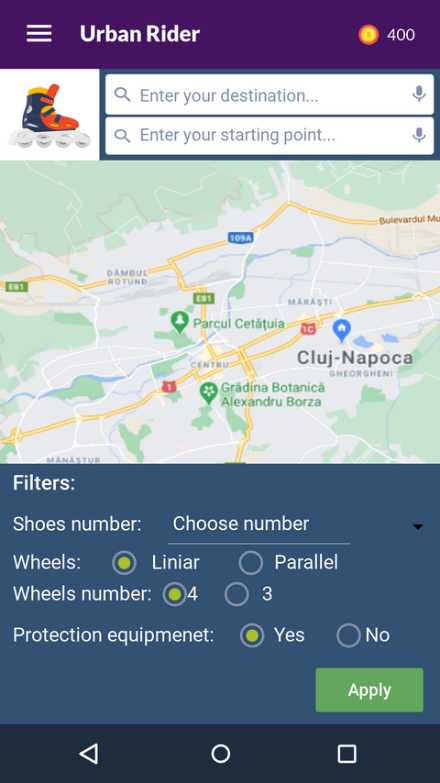 Urban Rider
400
Enter your destination...
Enter your starting point...
Bulevardul Mu
109A
DÂMBUL
ROTUND
E81
E81
MĂRĂȘTI
Parcul Cetățuia
1C
Cluj-Napoca
CENTRU
GHEORGHENI
1
Grădina Botanică
Alexandru Borza
MĂNĂȘTUR
Filters:
Shoes number: Choose number
Wheels: Liniar Parallel
Wheels number: 4 3
Protection equipmenet: Yes No
Apply